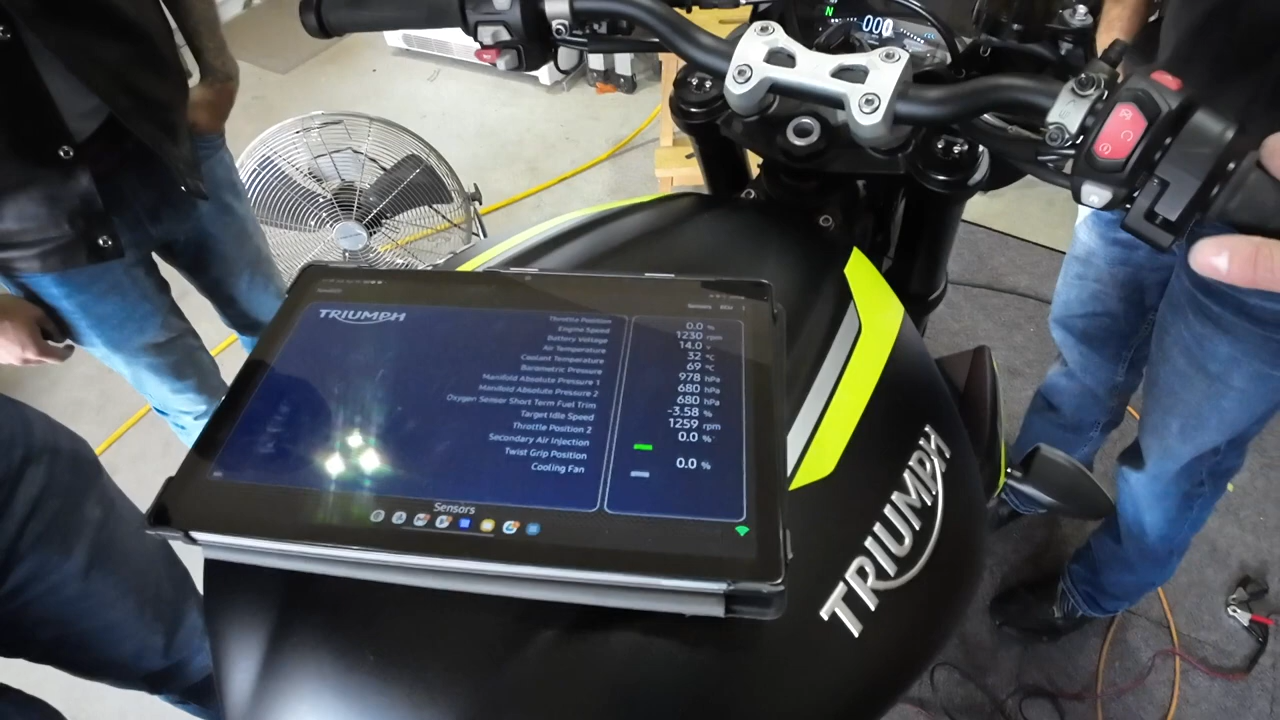 N
000
TRIUMPH
Sensors
Throttle Position 0.0 %
Engine Speed 1230 rpm
Battery Voltage 14.0 v
Air Temperature 32 °C
Coolant Temperature 69 °C
Barometric Pressure 978 hPa
Manifold Absolute Pressure 1 680 hPa
Manifold Absolute Pressure 2 680 hPa
Oxygen Sensor Short Term Fuel Trim -3.58 %
Target Idle Speed 1259 rpm
Throttle Position 2 0.0 %
Secondary Air Injection
Twist Grip Position 0.0 %
Cooling Fan
Sensors
TRIUMPH